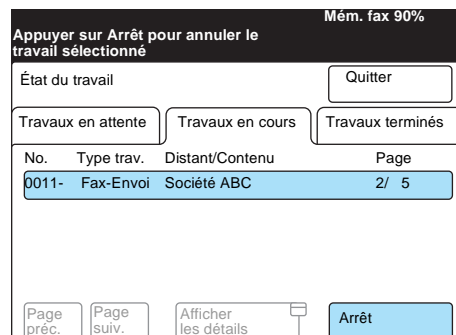 Mém. fax 90%
Appuyer sur Arrêt pour annuler le
travail sélectionné
État du travail
Quitter
Travaux en attente Travaux en cours Travaux terminés
No. Type trav. Distant/Contenu Page
0011- Fax-Envoi Société ABC 2/ 5
Page
préc.
Page
suiv.
Afficher
les détails
Arrêt